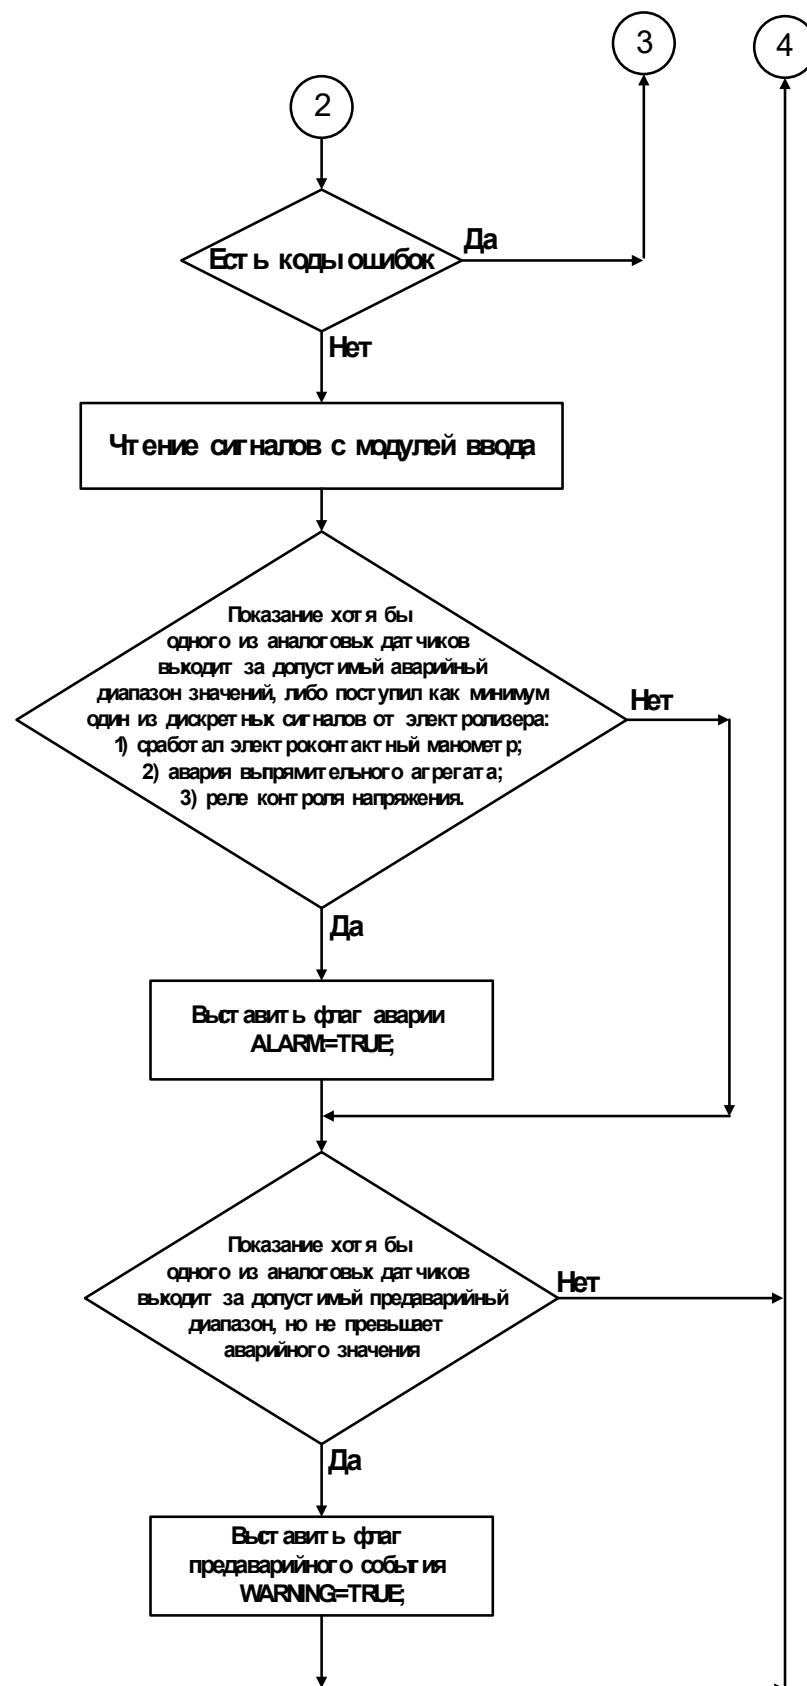 3
4
2
Есть коды ошибок
Да
Нет
Чтение сигналов с модулей ввода
Показание хотя бы
одного из аналоговых датчиков
выходит за допустимый аварийный
диапазон значений, либо поступил как минимум
один из дискретных сигналов от электролизера:
1) сработал электроконтактный манометр;
2) авария выпрямительного агрегата;
3) реле контроля напряжения.
Нет
Да
Выставить флаг аварии
ALARM=TRUE;
Показание хотя бы
одного из аналоговых датчиков
выходит за допустимый предаварийный
диапазон, но не превышает
аварийного значения
Нет
Да
Выставить флаг
предаварийного события
WARNING=TRUE;